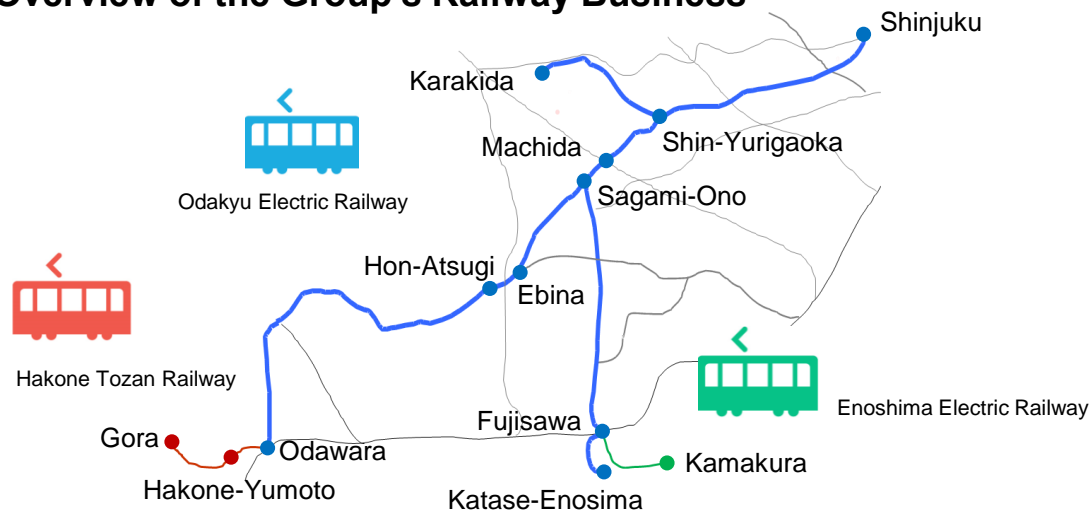 Overview of the Group's Railway Business
Shinjuku
Karakida
Shin-Yurigaoka
Machida
Sagami-Ono
Odakyu Electric Railway
Hon-Atsugi
Ebina
Hakone Tozan Railway
Enoshima Electric Railway
Fujisawa
Gora
Odawara
Kamakura
Hakone-Yumoto
Katase-Enosima